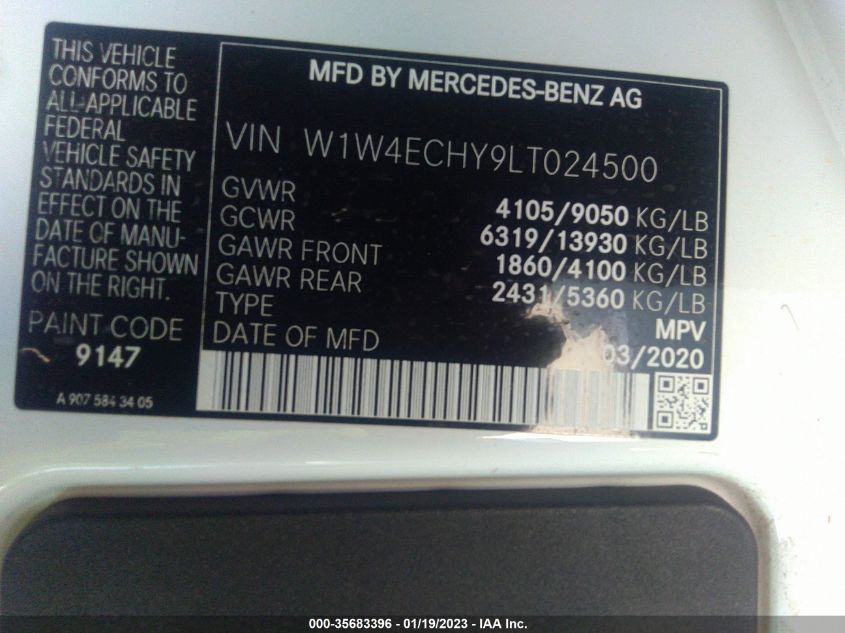 THIS VEHICLE
CONFORMS TO
ALL APPLICABLE
FEDERAL
VEHICLE SAFETY
STANDARDS IN
EFFECT ON THE
DATE OF MANU-
FACTURE SHOWN
ON THE RIGHT.
PAINT CODE
9147
A 907 584 34 05
MFD BY MERCEDES-BENZ AG
VIN W1W4ECHY9LT024500
GVWR 4105/9050 KG/LB
GCWR 6319/13930 KG/LB
GAWR FRONT 1860/4100 KG/LB
GAWR REAR 2431/5360 KG/LB
TYPE MPV
DATE OF MFD 03/2020
000-35683396 - 01/19/2023 - IAA Inc.